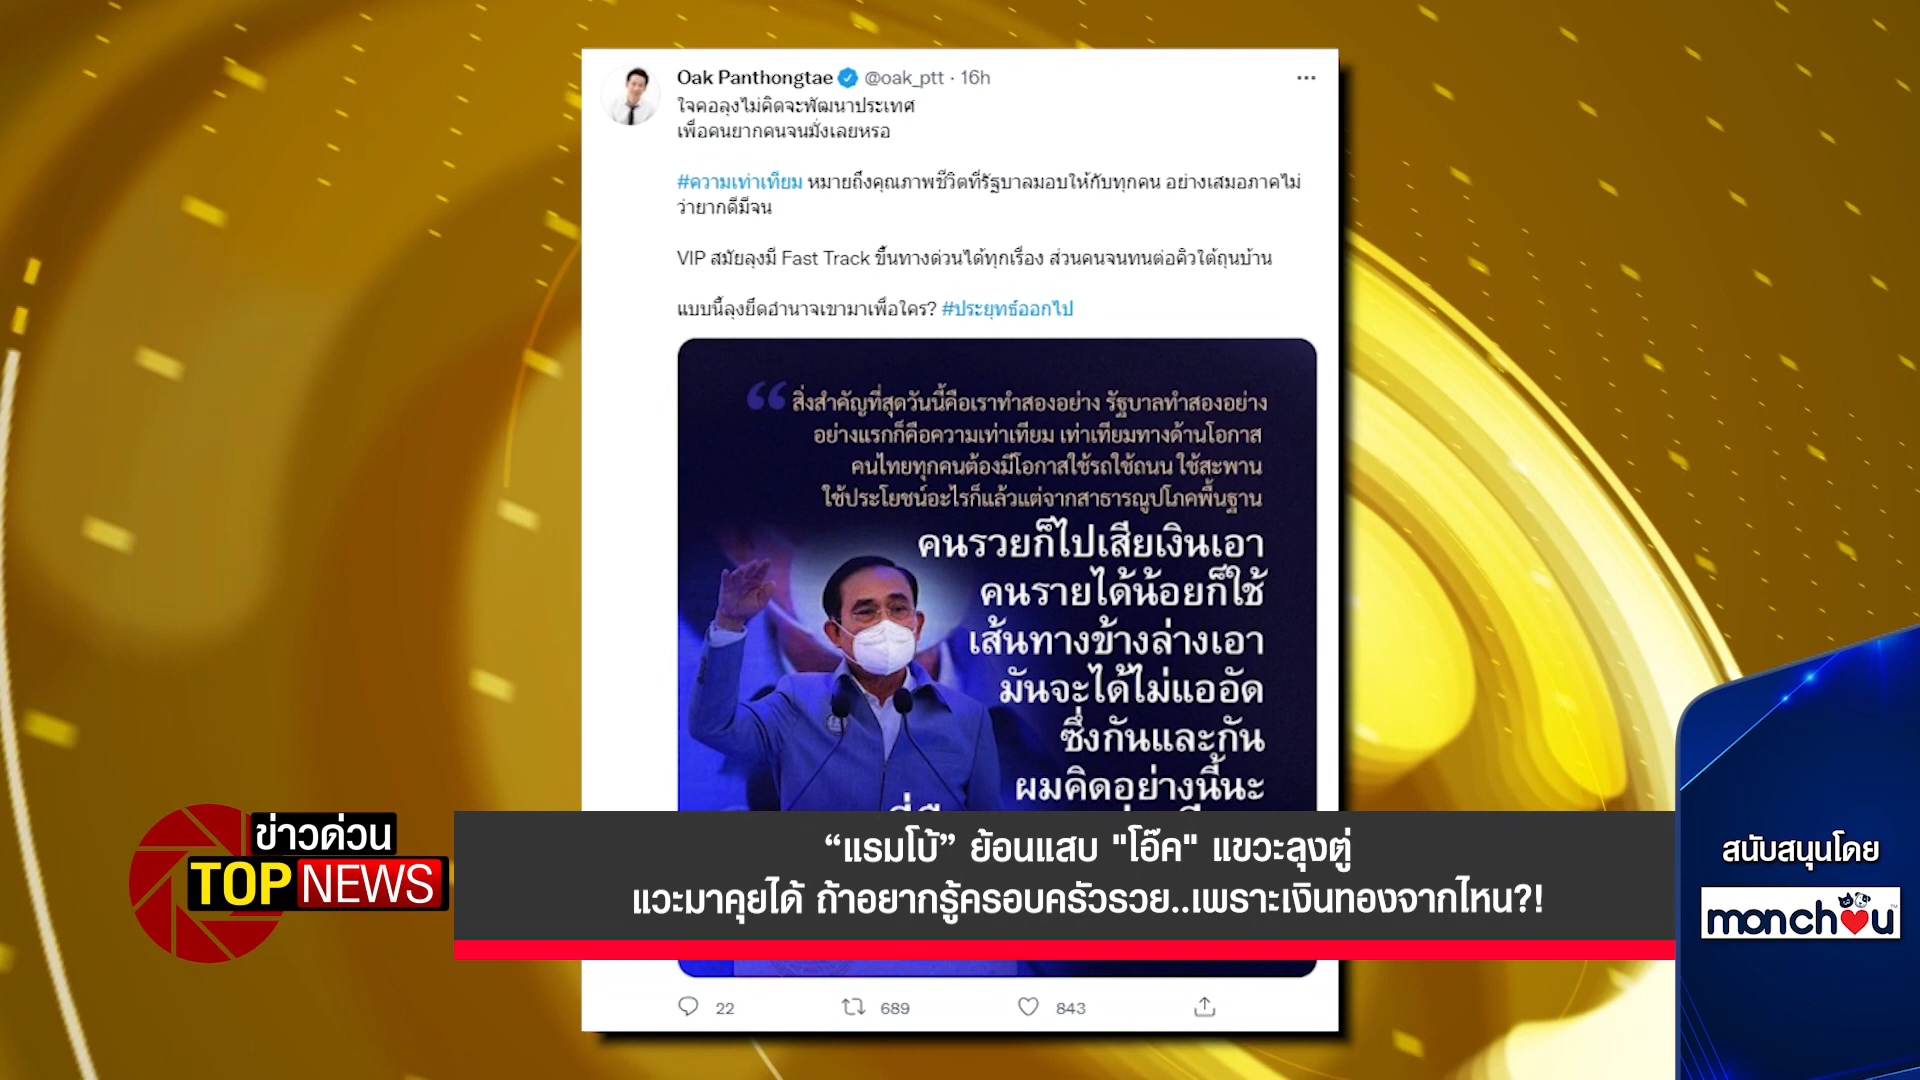 Oak Panthongtae @oak_ptt · 16h
ใจคอลุงไม่คิดจะพัฒนาประเทศ
เพื่อคนยากคนจนมั่งเลยหรอ
#ความเท่าเทียม หมายถึงคุณภาพชีวิตที่รัฐบาลมอบให้กับทุกคน อย่างเสมอภาคไม่
ว่ายากดีมีจน
VIP สมัยลุงมี Fast Track ขึ้นทางด่วนได้ทุกเรื่อง ส่วนคนจนทนต่อคิวใต้ถุนบ้าน
แบบนี้ลุงยึดอำนาจเขามาเพื่อใคร? #ประยุทธ์ออกไป
“ สิ่งสำคัญที่สุดวันนี้คือเราทำสองอย่าง รัฐบาลทำสองอย่าง
อย่างแรกก็คือความเท่าเทียม เท่าเทียมทางด้านโอกาส
คนไทยทุกคนต้องมีโอกาสใช้รถใช้ถนน ใช้สะพาน
ใช้ประโยชน์อะไรก็แล้วแต่จากสาธารณูปโภคพื้นฐาน
คนรวยก็ไปเสียเงินเอา
คนรายได้น้อยก็ใช้
เส้นทางข้างล่างเอา
มันจะได้ไม่แออัด
ซึ่งกันและกัน
ผมคิดอย่างนี้นะ
ข่าวด่วน
TOP NEWS
“แรมโบ้” ย้อนแสบ "โอ๊ค" แขวะลุงตู่
แวะมาคุยได้ ถ้าอยากรู้ครอบครัวรวย..เพราะเงินทองจากไหน?!
สนับสนุนโดย
monchou
22 689 843